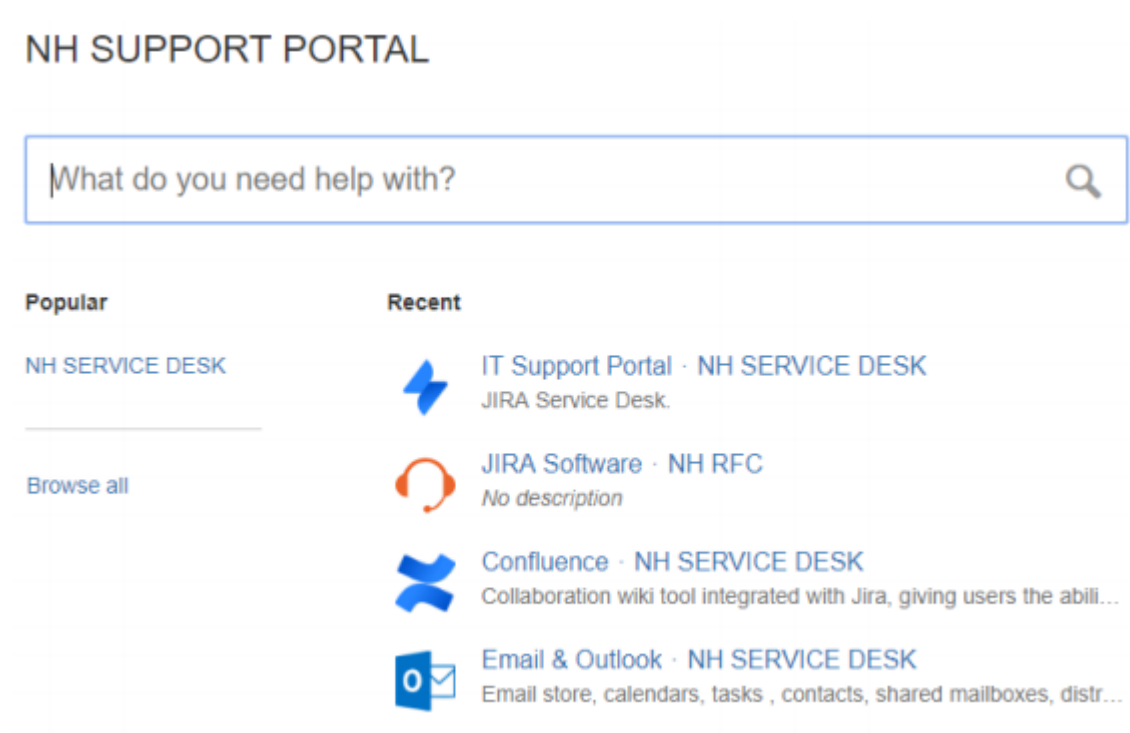 NH SUPPORT PORTAL
What do you need help with?
Popular
NH SERVICE DESK
Browse all
Recent
IT Support Portal · NH SERVICE DESK
JIRA Service Desk.
JIRA Software · NH RFC
No description
Confluence · NH SERVICE DESK
Collaboration wiki tool integrated with Jira, giving users the abili...
Email & Outlook · NH SERVICE DESK
Email store, calendars, tasks , contacts, shared mailboxes, distr...